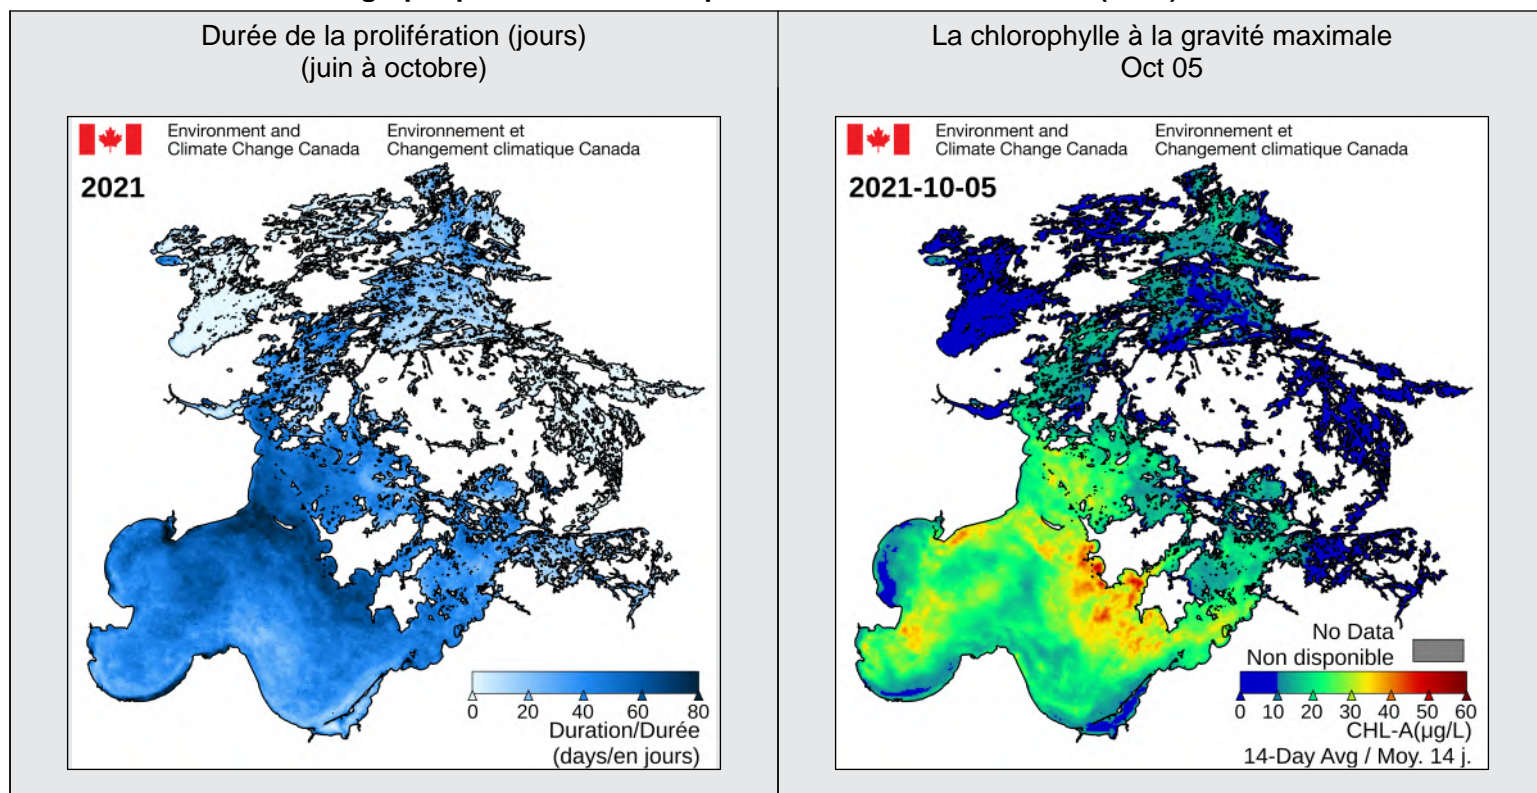 Durée de la prolifération (jours)
(juin à octobre)
La chlorophylle à la gravité maximale
Oct 05
Environment and
Climate Change Canada
Environnement et
Changement climatique Canada
2021
0 20 40 60 80
Duration/Durée
(days/en jours)
Environment and
Climate Change Canada
Environnement et
Changement climatique Canada
2021-10-05
No Data
Non disponible
0 10 20 30 40 50 60
CHL-A(µg/L)
14-Day Avg / Moy. 14 j.